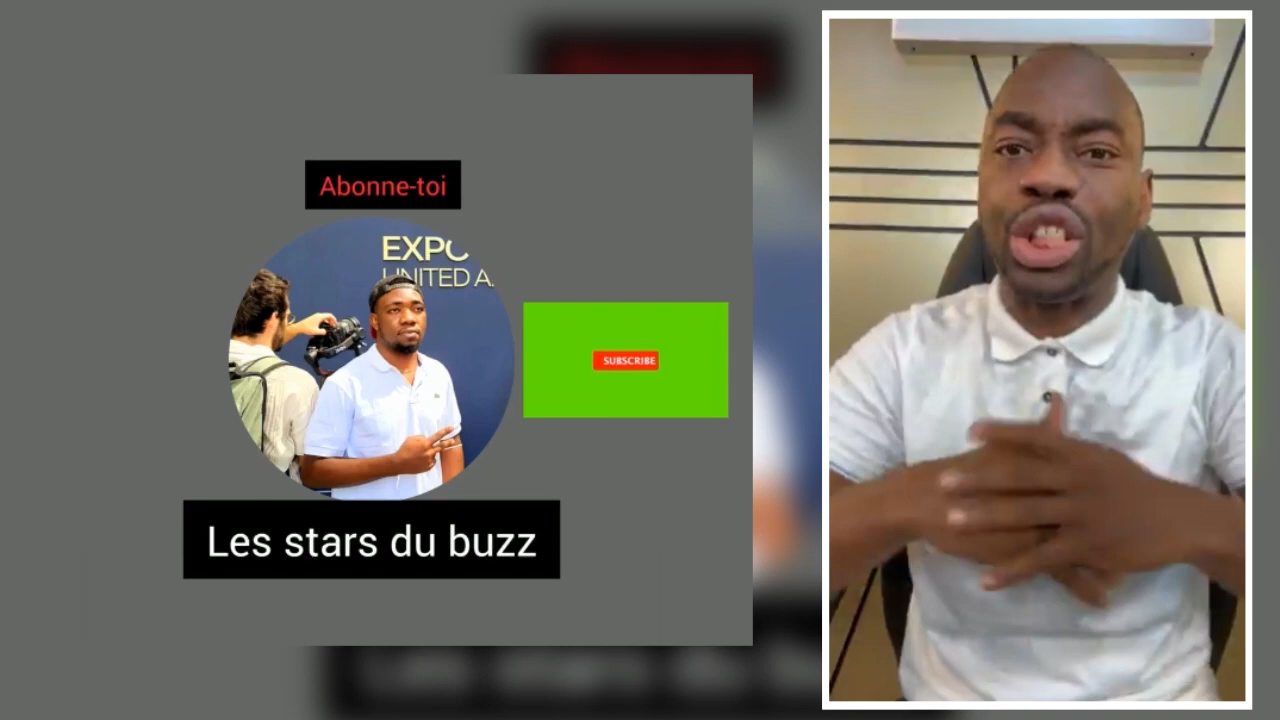 Abonne-toi
EXPO
UNITED A
SUBSCRIBE
Les stars du buzz